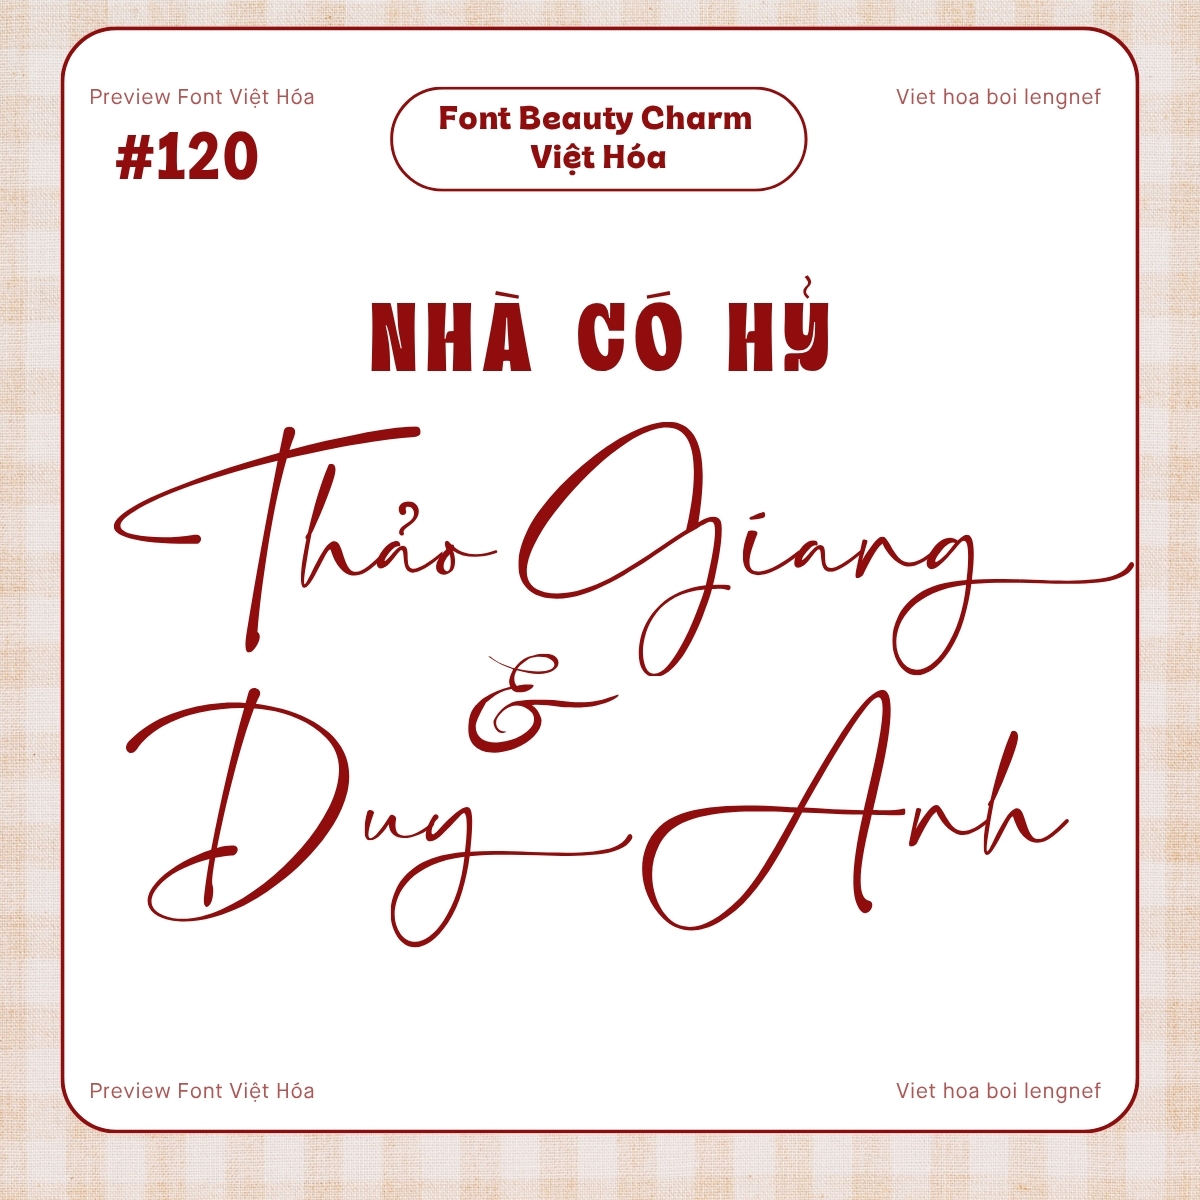 Preview Font Việt Hóa
Viet hoa boi lengnef
#120
Font Beauty Charm
Việt Hóa
NHÀ CÓ HỶ
Thảo Giang
&
Duy Anh
Preview Font Việt Hóa
Viet hoa boi lengnef